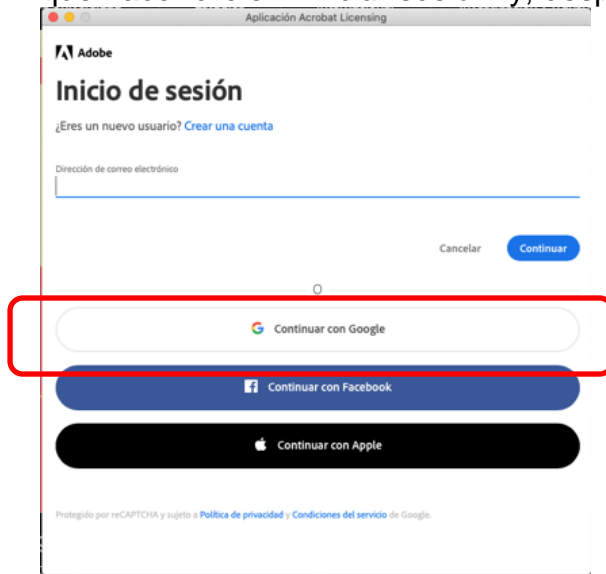 Aplicación Acrobat Licensing
Adobe
Inicio de sesión
¿Eres un nuevo usuario? Crear una cuenta
Dirección de correo electrónico
Cancelar
Continuar
O
Continuar con Google
Continuar con Facebook
Continuar con Apple
Protegido por reCAPTCHA y sujeto a Política de privacidad y Condiciones del servicio de Google.